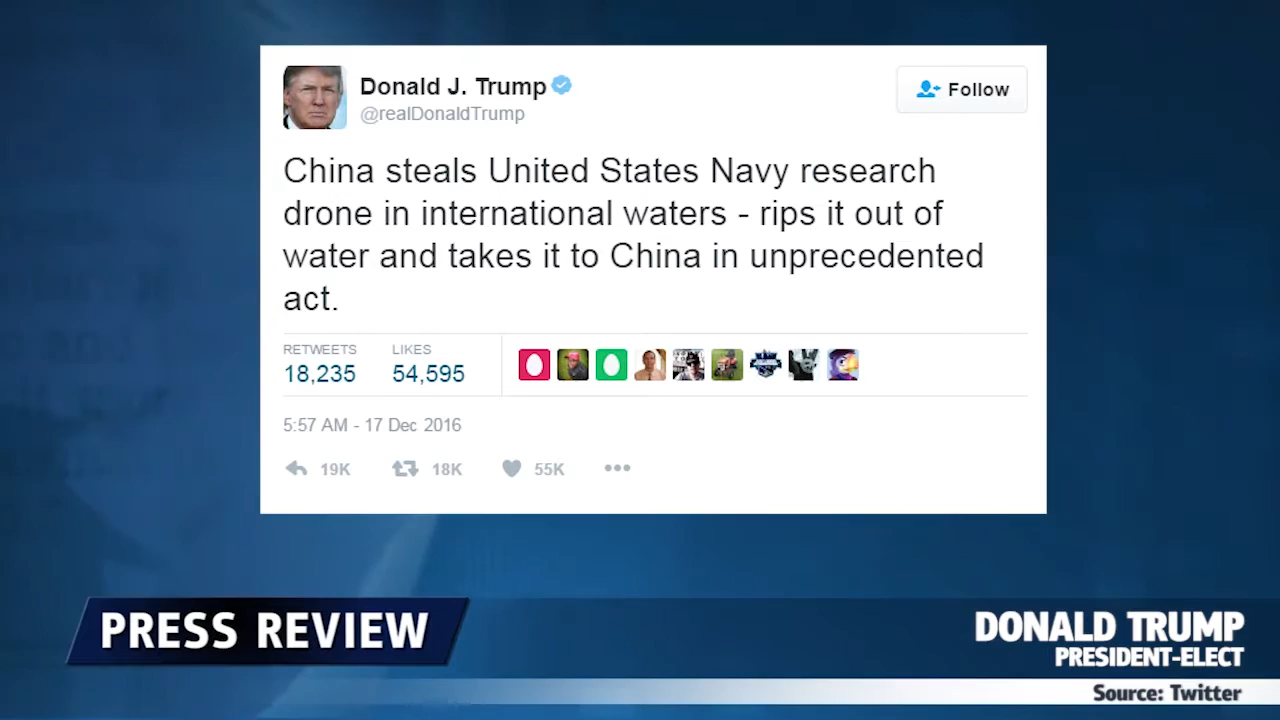 Donald J. Trump
@realDonaldTrump
Follow
China steals United States Navy research
drone in international waters - rips it out of
water and takes it to China in unprecedented
act.
RETWEETS LIKES
18,235 54,595
5:57 AM - 17 Dec 2016
19K 18K 55K
PRESS REVIEW
DONALD TRUMP
PRESIDENT-ELECT
Source: Twitter